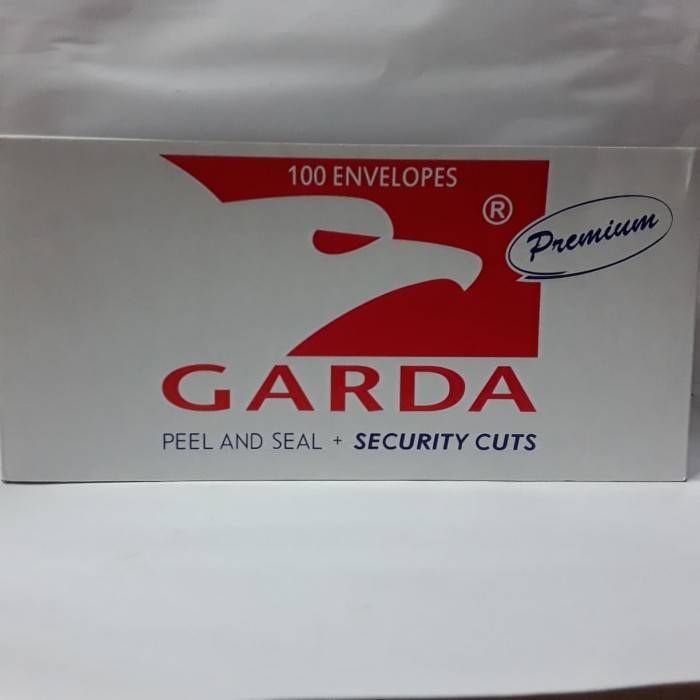 100 ENVELOPES
®
Premium
GARDA
PEEL AND SEAL + SECURITY CUTS